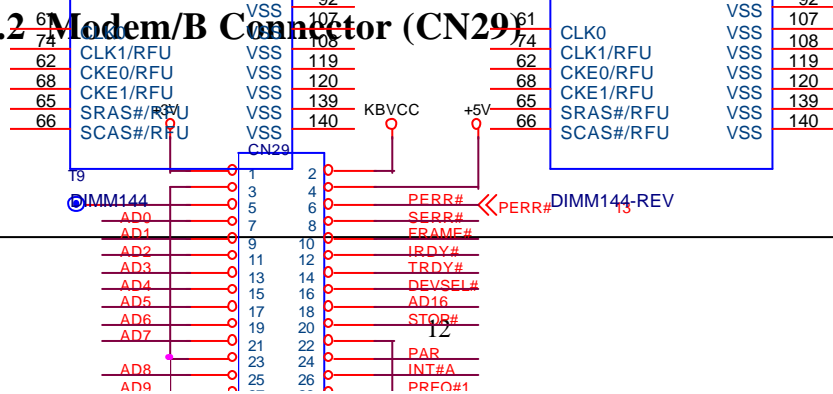 .2 Modem/B Connector (CN29)
92
VSS
61 CLK0 VSS 107
74 CLK1/RFU VSS 108
62 CKE0/RFU VSS 119
68 CKE1/RFU VSS 120
65 SRAS#/RFU VSS 139
66 SCAS#/RFU VSS 140
92
VSS
61 CLK0 VSS 107
74 CLK1/RFU VSS 108
62 CKE0/RFU VSS 119
68 CKE1/RFU VSS 120
65 SRAS#/RFU VSS 139
66 SCAS#/RFU VSS 140
+3V KBVCC +5V
CN29
T9 1 2
3 4
DIMM144 5 6 PERR# PERR# 13 DIMM144-REV
AD0 7 8 SERR#
AD1 9 10 FRAME#
AD2 11 12 IRDY#
AD3 13 14 TRDY#
AD4 15 16 DEVSEL#
AD5 17 18 AD16
AD6 19 20 STOP#
12
AD7 21 22
23 24 PAR
AD8 25 26 INT#A
AD9 PREQ#1